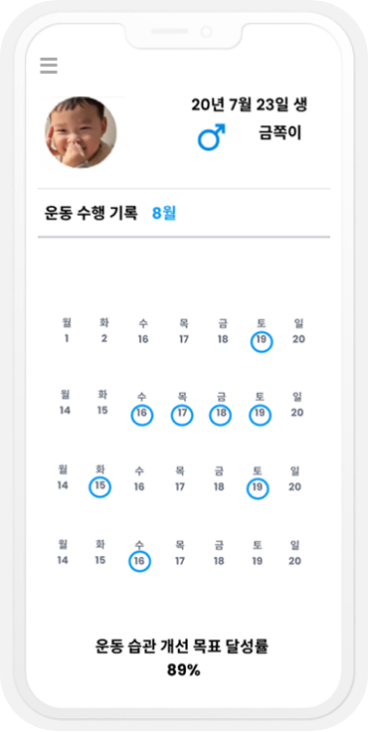 20년 7월 23일 생
금쪽이
운동 수행 기록 8월
월 화 수 목 금 토 일
1 2 16 17 18 19 20
월 화 수 목 금 토 일
14 15 16 17 18 19 20
월 화 수 목 금 토 일
14 15 16 17 18 19 20
월 화 수 목 금 토 일
14 15 16 17 18 19 20
운동 습관 개선 목표 달성률
89%